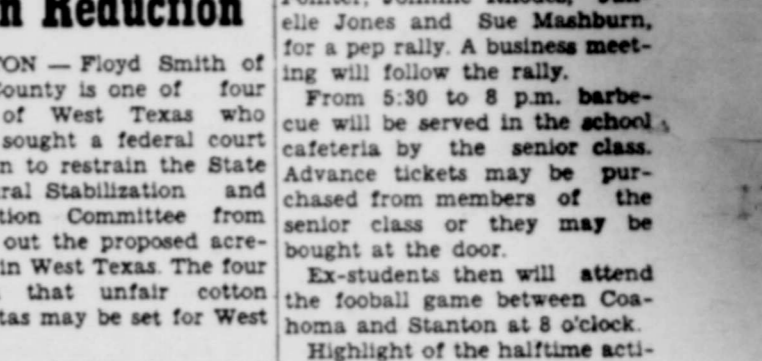 Reduction
TON — Floyd Smith of
County is one of four
of West Texas who
sought a federal court
n to restrain the State
ral Stabilization and
tion Committee from
out the proposed acre-
in West Texas. The four
that unfair cotton
tas may be set for West
elle Jones and Sue Mashburn,
for a pep rally. A business meet-
ing will follow the rally.
From 5:30 to 8 p.m. barbe-
cue will be served in the school
cafeteria by the senior class.
Advance tickets may be pur-
chased from members of the
senior class or they may be
bought at the door.
Ex-students then will attend
the fooball game between Coa-
homa and Stanton at 8 o'clock.
Highlight of the halftime acti-